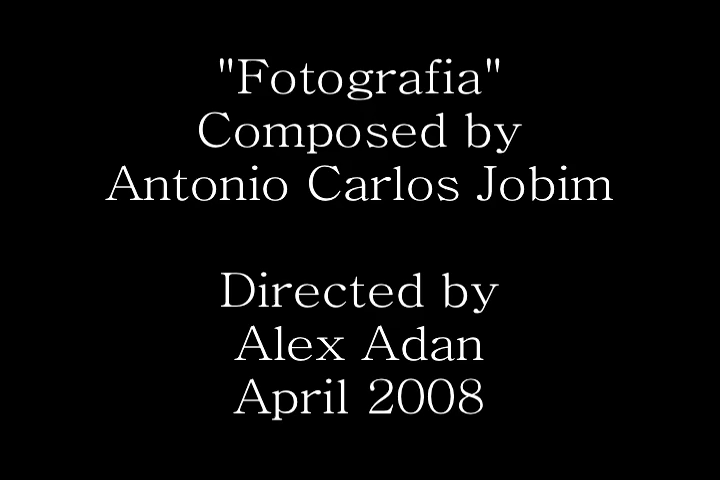 "Fotografia"
Composed by
Antonio Carlos Jobim
Directed by
Alex Adan
April 2008